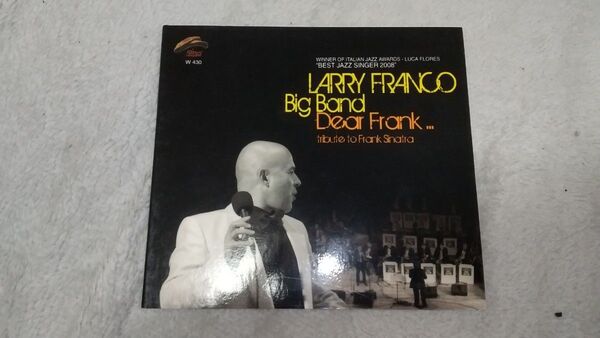 W 430
WINNER OF ITALIAN JAZZ AWARDS - LUCA FLORES
"BEST JAZZ SINGER 2008"
LARRY FRANCO
Big Band
Dear Frank...
tribute to Frank Sinatra